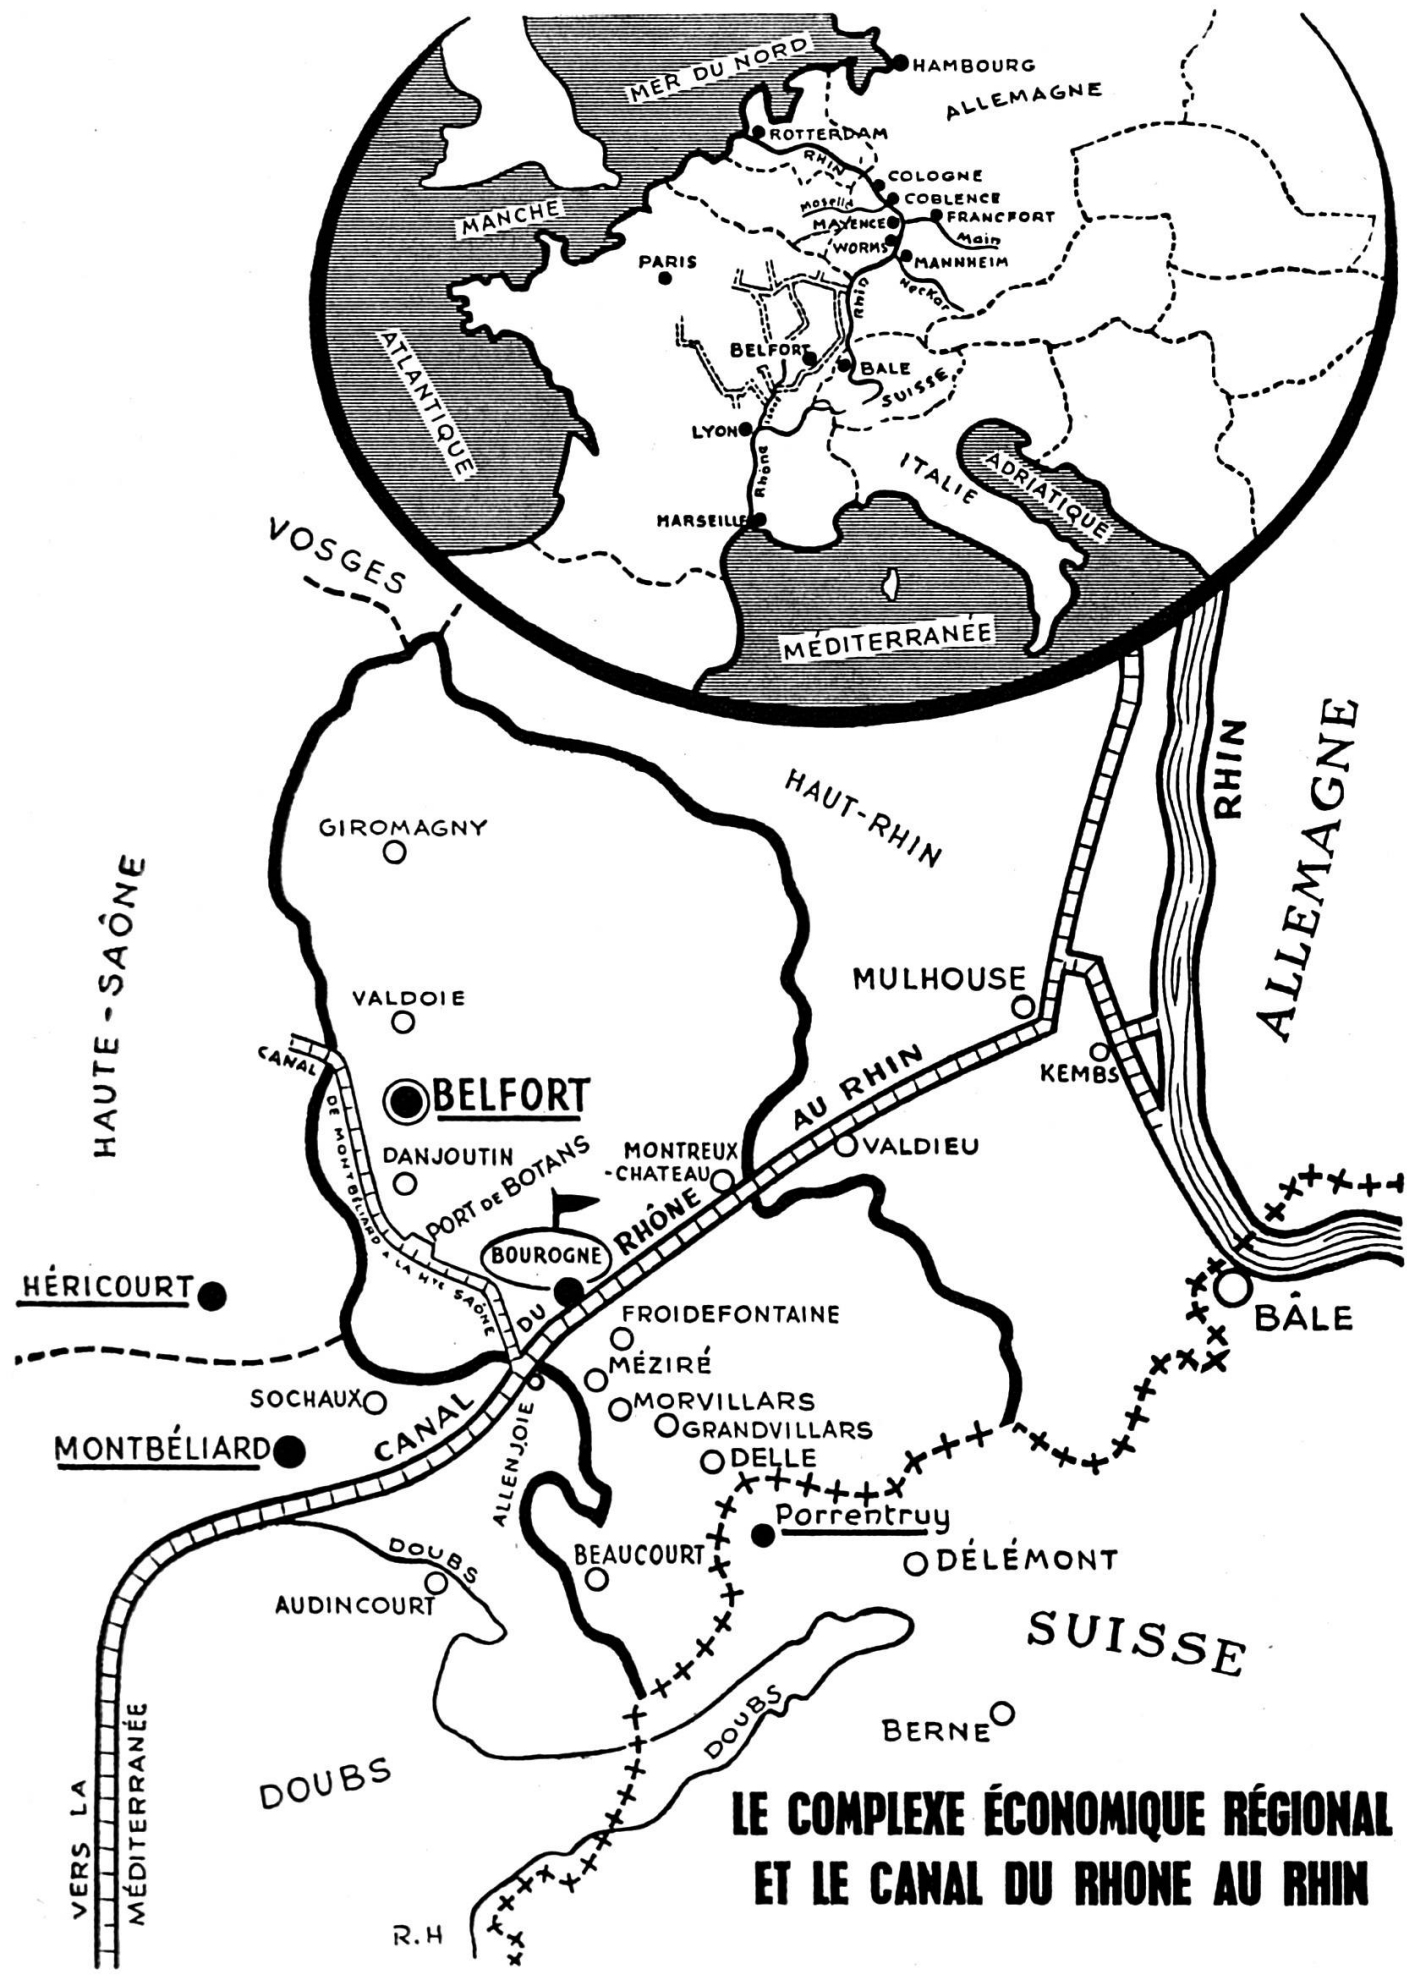 MER DU NORD
HAMBOURG
ALLEMAGNE
ROTTERDAM
RHIN
COLOGNE
COBLENCE
Moselle
FRANCFORT
MAYENCE
Main
WORMS
MANNHEIM
MANCHE
PARIS
Neckar
Rhin
ATLANTIQUE
BELFORT
BALE
SUISSE
LYON
Rhône
ITALIE
ADRIATIQUE
MARSEILLE
MÉDITERRANÉE
VOSGES
HAUT-RHIN
RHIN
ALLEMAGNE
GIROMAGNY
HAUTE-SAÔNE
VALDOIE
MULHOUSE
CANAL
DE MONTBÉLIARD A LA HTE SAÔNE
KEMBS
BELFORT
DANJOUTIN
PORT DE BOTANS
MONTREUX
-CHATEAU
VALDIEU
BOUROGNE
CANAL DU RHÔNE AU RHIN
HÉRICOURT
FROIDEFONTAINE
BÂLE
MÉZIRÉ
SOCHAUX
MORVILLARS
GRANDVILLARS
MONTBÉLIARD
DELLE
ALLENJOIE
Porrentruy
DOUBS
BEAUCOURT
DÉLÉMONT
AUDINCOURT
SUISSE
DOUBS
BERNE
DOUBS
VERS LA
MÉDITERRANÉE
LE COMPLEXE ÉCONOMIQUE RÉGIONAL
ET LE CANAL DU RHONE AU RHIN
R.H